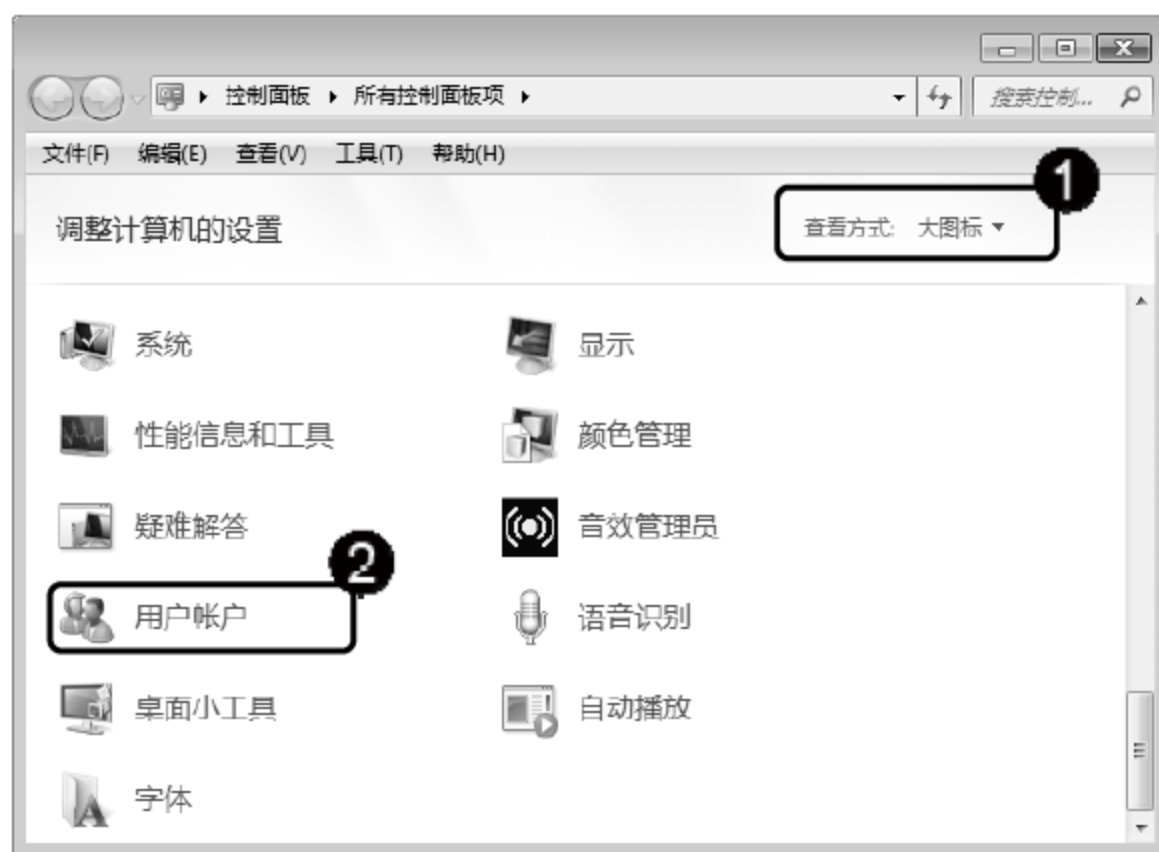 控制面板 所有控制面板项 搜索控制...
文件(F) 编辑(E) 查看(V) 工具(T) 帮助(H)
1
调整计算机的设置 查看方式: 大图标
系统 显示
性能信息和工具 颜色管理
疑难解答 音效管理员
2
用户帐户 语音识别
桌面小工具 自动播放
字体